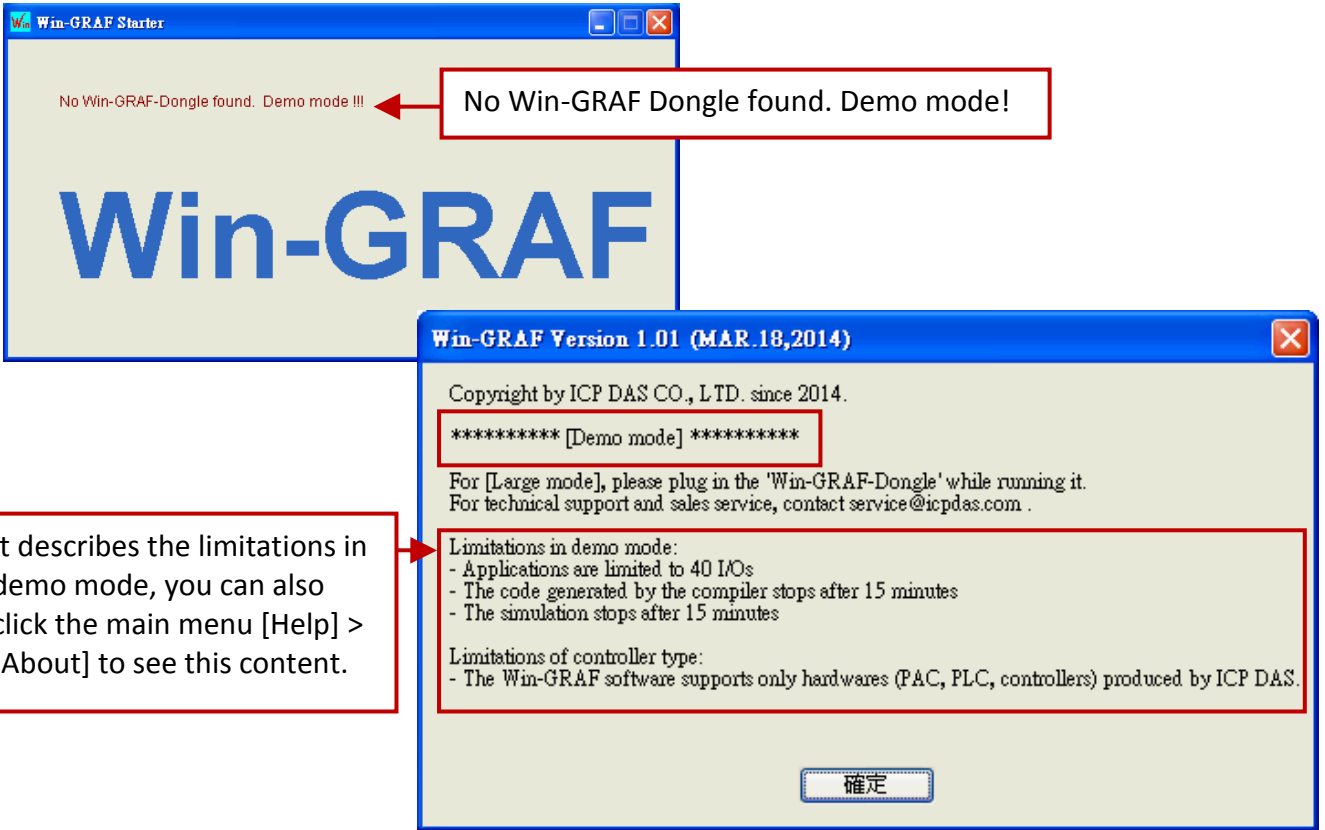 Win-GRAF Starter
No Win-GRAF-Dongle found. Demo mode !!!
No Win-GRAF Dongle found. Demo mode!
Win-GRAF
Win-GRAF Version 1.01 (MAR.18,2014)
Copyright by ICP DAS CO., LTD. since 2014.
********** [Demo mode] **********
For [Large mode], please plug in the 'Win-GRAF-Dongle' while running it.
For technical support and sales service, contact service@icpdas.com .
t describes the limitations in
demo mode, you can also
click the main menu [Help] >
About] to see this content.
Limitations in demo mode:
- Applications are limited to 40 I/Os
- The code generated by the compiler stops after 15 minutes
- The simulation stops after 15 minutes
Limitations of controller type:
- The Win-GRAF software supports only hardwares (PAC, PLC, controllers) produced by ICP DAS.
確定